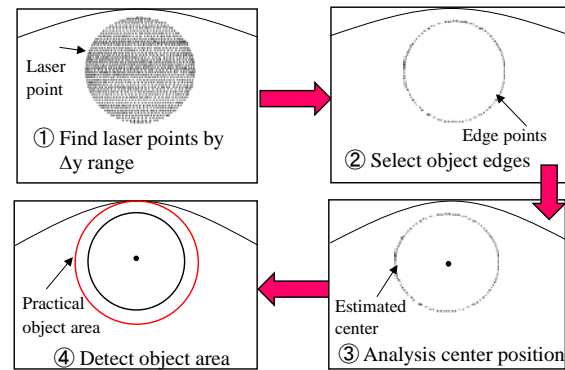 Laser
point
① Find laser points by
Δy range
Edge points
② Select object edges
Estimated
center
③ Analysis center position
Practical
object area
④ Detect object area